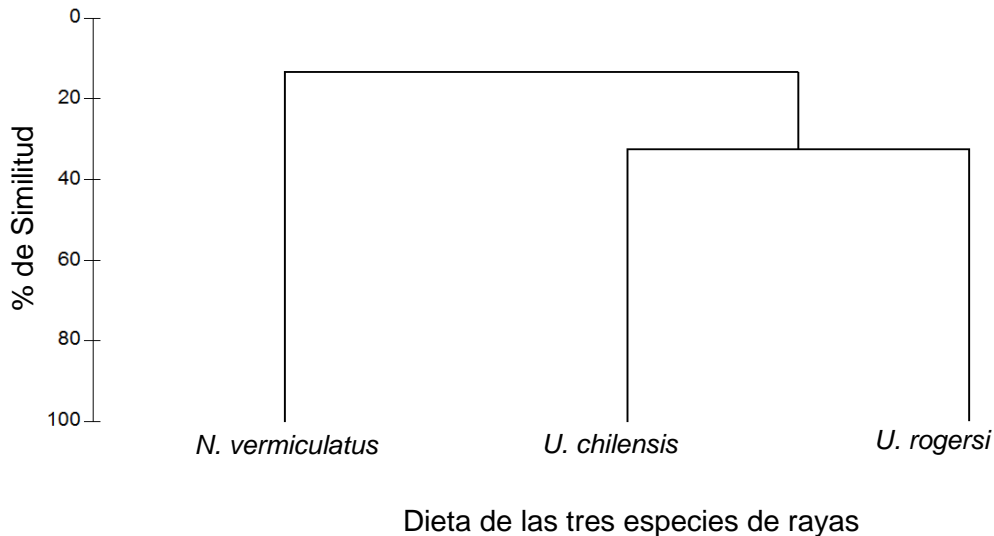 0
20
40
60
80
100
% de Similitud
N. vermiculatus
U. chilensis
U. rogersi
Dieta de las tres especies de rayas